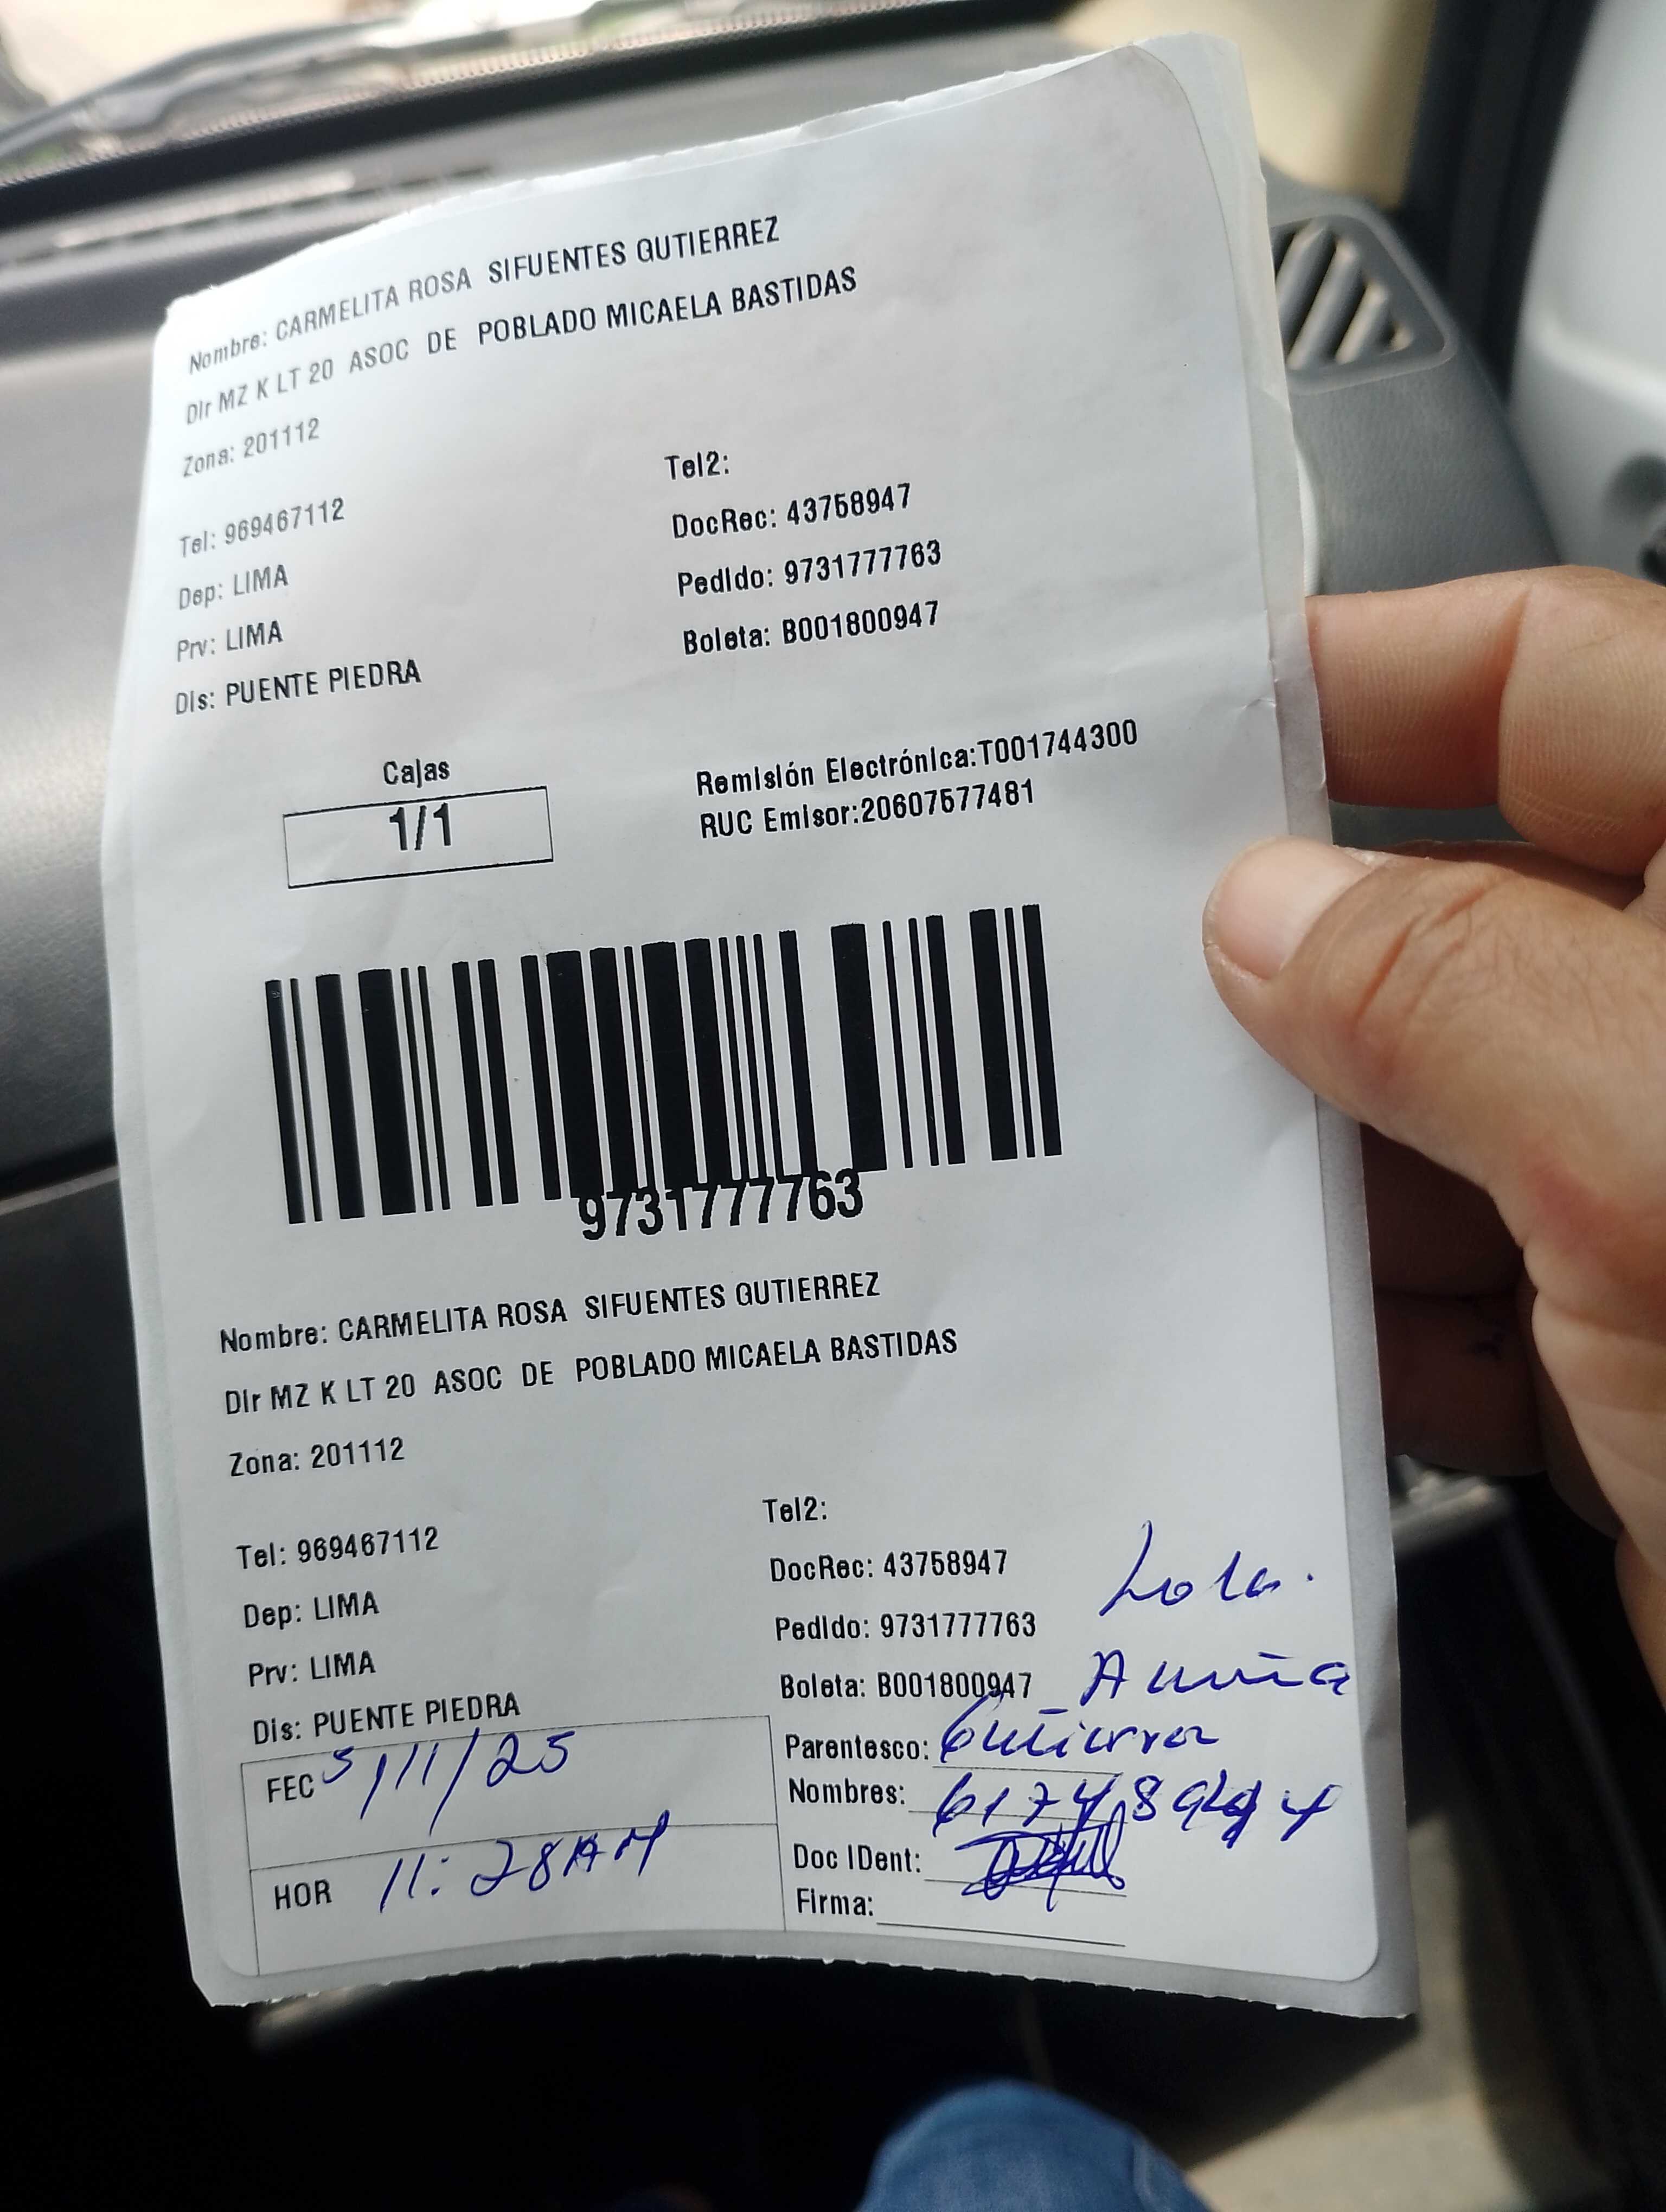 Nombre: CARMELITA ROSA SIFUENTES GUTIERREZ
Dir MZ K LT 20 ASOC DE POBLADO MICAELA BASTIDAS
Zona: 201112
Tel2:
Tel: 969467112
DocRec: 43758947
Dep: LIMA
Pedido: 9731777763
Prv: LIMA
Boleta: B001800947
Dis: PUENTE PIEDRA
Cajas
1/1
Remisión Electrónica:T001744300
RUC Emisor:20607577481
9731777763
Nombre: CARMELITA ROSA SIFUENTES GUTIERREZ
Dir MZ K LT 20 ASOC DE POBLADO MICAELA BASTIDAS
Zona: 201112
Tel2:
Tel: 969467112
DocRec: 43758947
Dep: LIMA
Pedido: 9731777763
Prv: LIMA
Boleta: B001800947
Dis: PUENTE PIEDRA
FEC 5/11/25
HOR 11:28AM
Parentesco: Gutierrez
Nombres:
Doc IDent:
Firma: